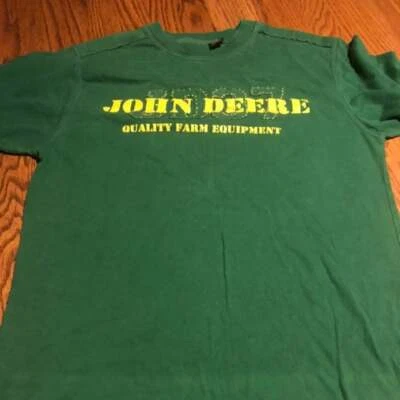 JOHN DEERE
QUALITY FARM EQUIPMENT